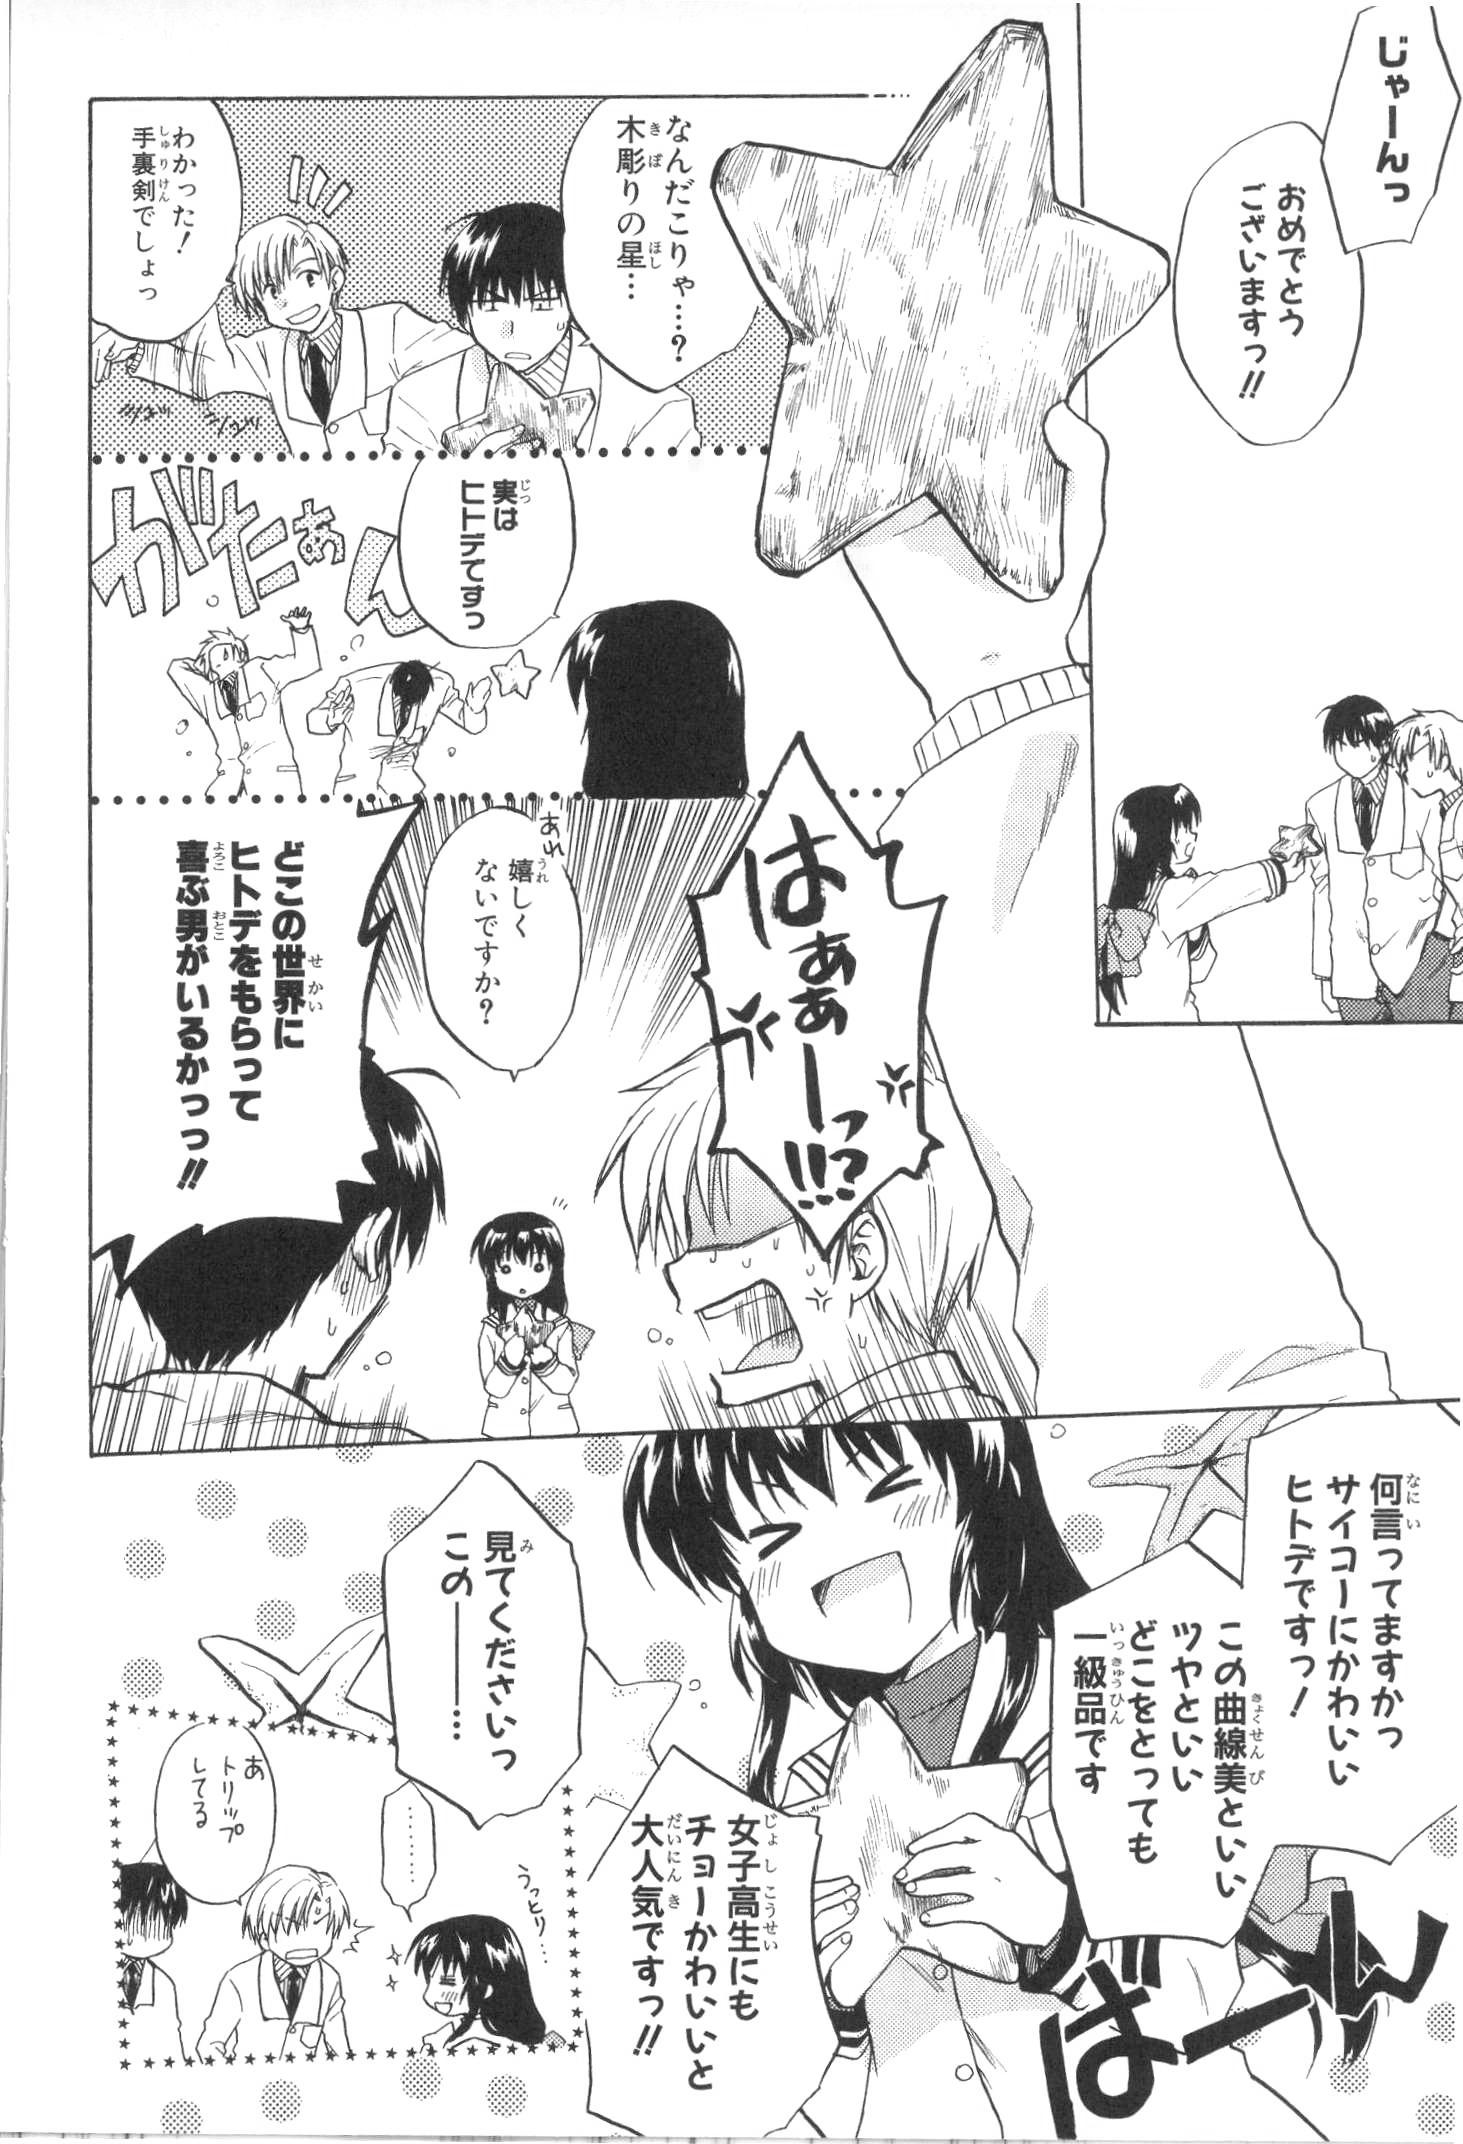 じゃーんっ
おめでとう
ございますっ!!
なんだこりゃ…?
木彫りの星…
わかった!
手裏剣でしょっ
実は
ヒトデですっ
がたぁん
はぁぁーっ!!!?
あれ
嬉しく
ないですか?
どこの世界に
ヒトデをもらって
喜ぶ男がいるかっっ!!
何言ってますかっ
サイコーにかわいい
ヒトデですっ!
この曲線美といい
ツヤといい
どこをとっても
一級品です
ばーーん
女子高生にも
チョーかわいいと
大人気ですっ!!
見てくださいっ
この――…
うっとり…
………
あ
トリップ
してる